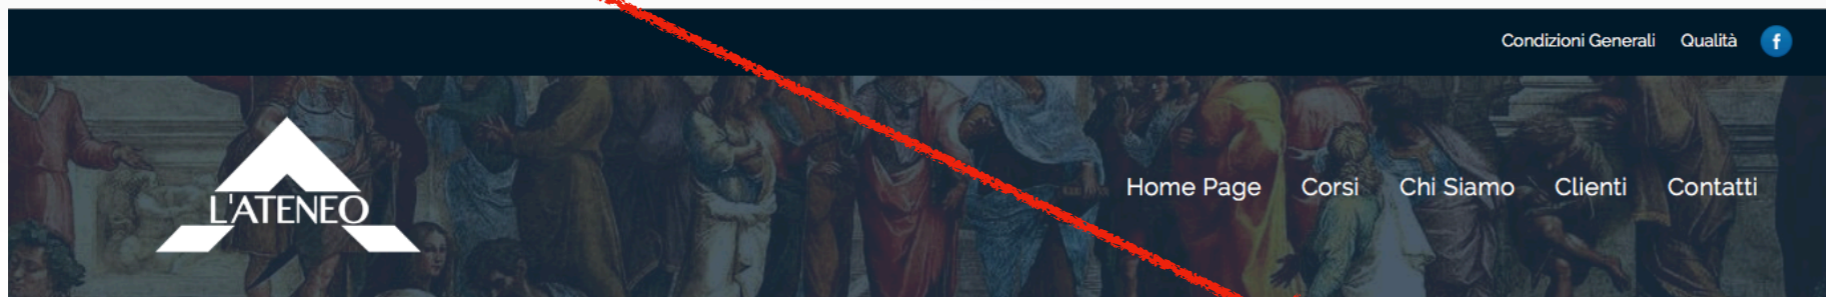 Condizioni Generali Qualità
Home Page Corsi Chi Siamo Clienti Contatti
L'ATENEO